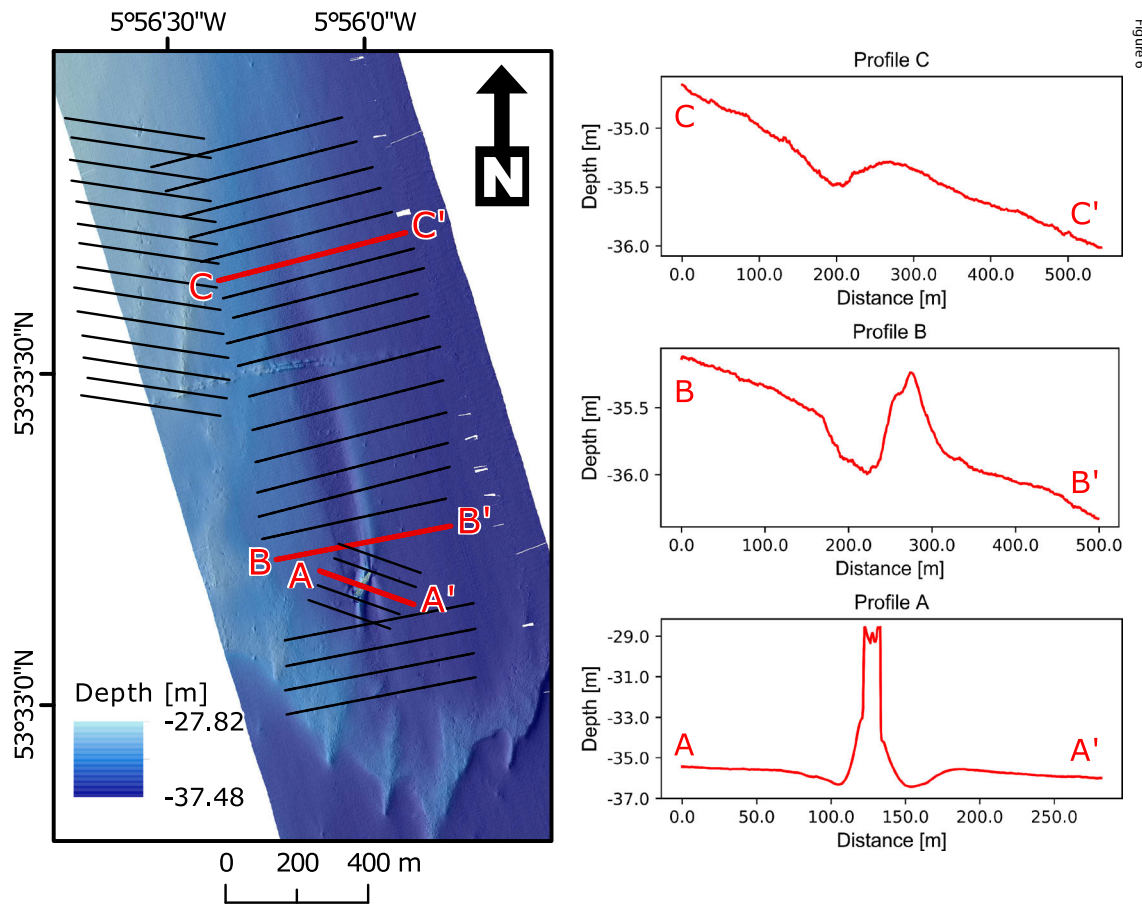 Figure 6
5°56'30"W
5°56'0"W
53°33'30"N
53°33'0"N
N
C
C'
B
B'
A
A'
Depth [m]
-27.82
-37.48
0 200 400 m
Profile C
Depth [m]
-35.0
-35.5
-36.0
C
C'
0.0 100.0 200.0 300.0 400.0 500.0
Distance [m]
Profile B
Depth [m]
-35.5
-36.0
B
B'
0.0 100.0 200.0 300.0 400.0 500.0
Distance [m]
Profile A
Depth [m]
-29.0
-31.0
-33.0
-35.0
-37.0
A
A'
0.0 50.0 100.0 150.0 200.0 250.0
Distance [m]